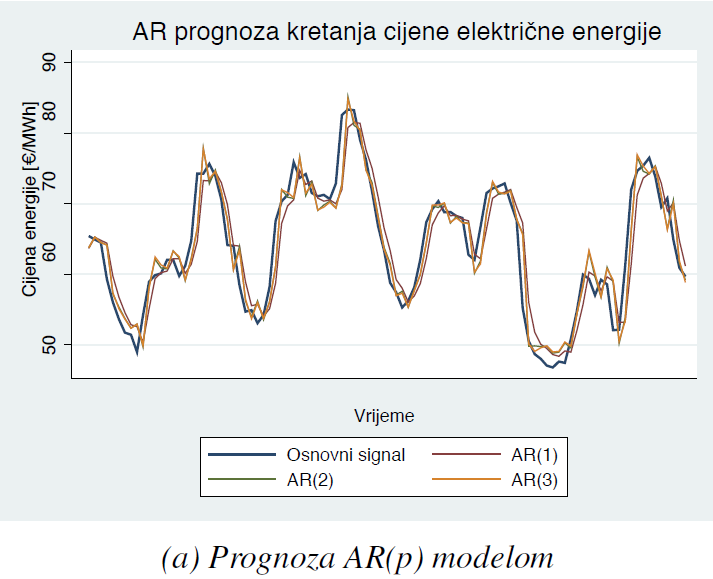 AR prognoza kretanja cijene električne energije
Cijena energije [€/MWh]
90
80
70
60
50
Vrijeme
Osnovni signal
AR(1)
AR(2)
AR(3)
(a) Prognoza AR(p) modelom